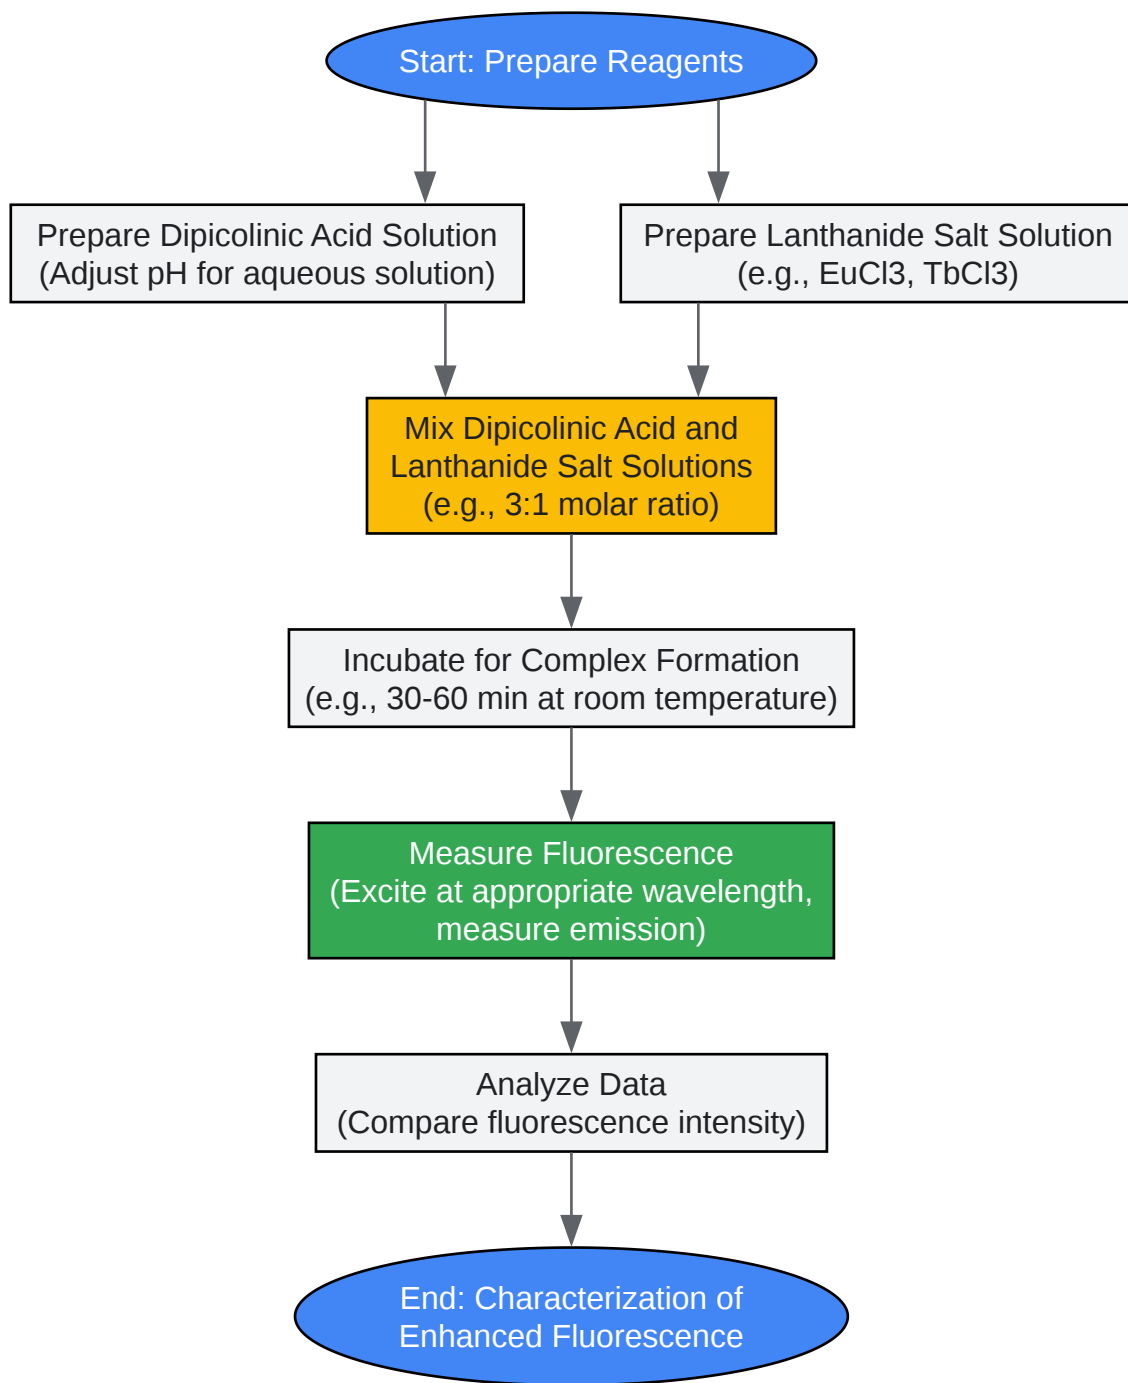 Start: Prepare Reagents
Prepare Dipicolinic Acid Solution
(Adjust pH for aqueous solution)
Prepare Lanthanide Salt Solution
(e.g., EuCl3, TbCl3)
Mix Dipicolinic Acid and
Lanthanide Salt Solutions
(e.g., 3:1 molar ratio)
Incubate for Complex Formation
(e.g., 30-60 min at room temperature)
Measure Fluorescence
(Excite at appropriate wavelength,
measure emission)
Analyze Data
(Compare fluorescence intensity)
End: Characterization of
Enhanced Fluorescence